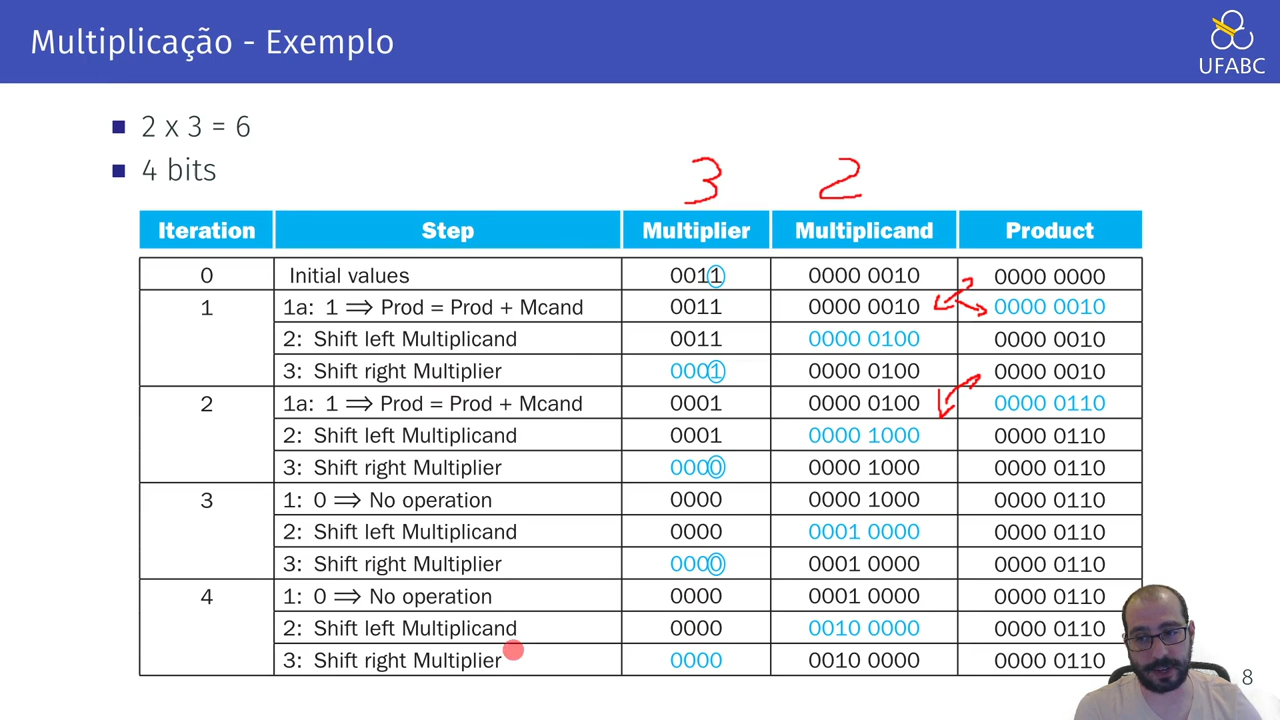 Multiplicação - Exemplo
UFABC
2 x 3 = 6
4 bits
3 2
Iteration Step Multiplier Multiplicand Product
0 Initial values 0011 0000 0010 0000 0000
1 1a: 1 ⟹ Prod = Prod + Mcand 0011 0000 0010 0000 0010
2: Shift left Multiplicand 0011 0000 0100 0000 0010
3: Shift right Multiplier 0001 0000 0100 0000 0010
2 1a: 1 ⟹ Prod = Prod + Mcand 0001 0000 0100 0000 0110
2: Shift left Multiplicand 0001 0000 1000 0000 0110
3: Shift right Multiplier 0000 0000 1000 0000 0110
3 1: 0 ⟹ No operation 0000 0000 1000 0000 0110
2: Shift left Multiplicand 0000 0001 0000 0000 0110
3: Shift right Multiplier 0000 0001 0000 0000 0110
4 1: 0 ⟹ No operation 0000 0001 0000 0000 0110
2: Shift left Multiplicand 0000 0010 0000 0000 0110
3: Shift right Multiplier 0000 0010 0000 0000 0110
8